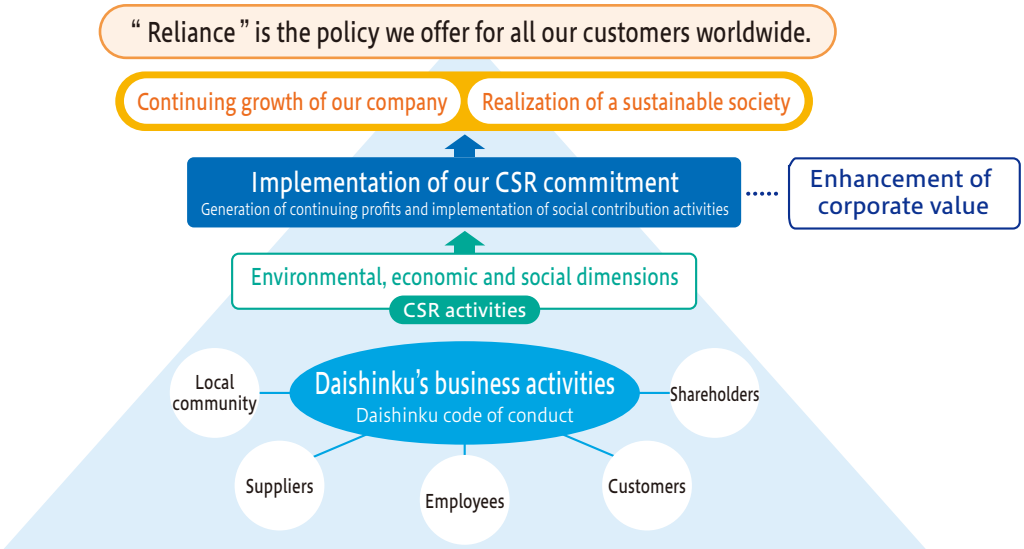 “ Reliance ” is the policy we offer for all our customers worldwide.
Continuing growth of our company
Realization of a sustainable society
Implementation of our CSR commitment
Generation of continuing profits and implementation of social contribution activities
Enhancement of
corporate value
Environmental, economic and social dimensions
CSR activities
Daishinku’s business activities
Daishinku code of conduct
Local
community
Shareholders
Suppliers
Employees
Customers